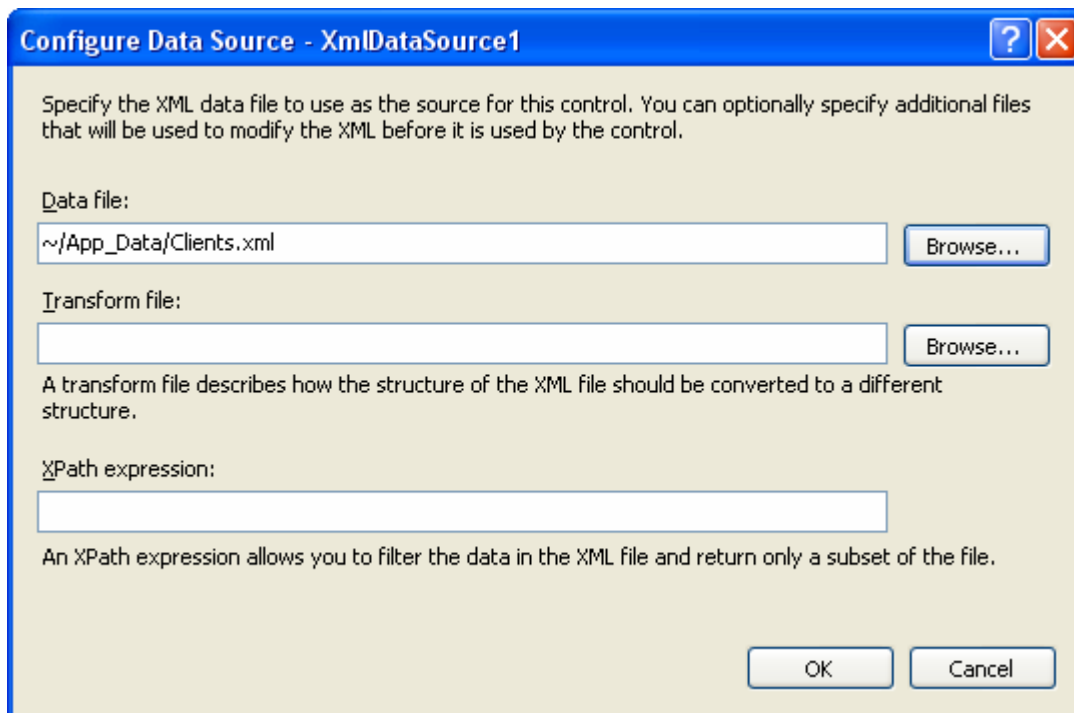 Configure Data Source - XmlDataSource1
Specify the XML data file to use as the source for this control. You can optionally specify additional files
that will be used to modify the XML before it is used by the control.
Data file:
~/App_Data/Clients.xml
Browse...
Transform file:
Browse...
A transform file describes how the structure of the XML file should be converted to a different
structure.
XPath expression:
An XPath expression allows you to filter the data in the XML file and return only a subset of the file.
OK
Cancel